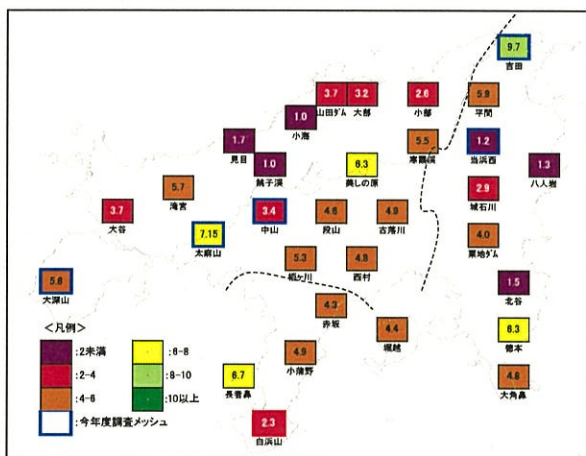 9.7
吉田
3.7
山田ダム
3.2
大部
2.6
小部
5.9
平間
1.0
小海
1.7
見目
1.0
銚子渓
6.3
美しの原
5.5
寒霞渓
1.2
当浜西
1.3
八人岩
5.7
滝宮
3.7
大谷
3.4
中山
4.6
段山
4.9
古落川
2.9
城石川
7.15
太麻山
4.0
粟地ダム
5.3
4.8
西村
5.6
大深山
1.5
北谷
4.3
赤坂
4.4
堀越
6.3
徳本
4.9
小蒲野
6.7
長者鼻
4.6
大角鼻
2.3
白浜山
<凡例>
:2未満
:2-4
:4-6
:6-8
:8-10
:10以上
:今年度調査メッシュ